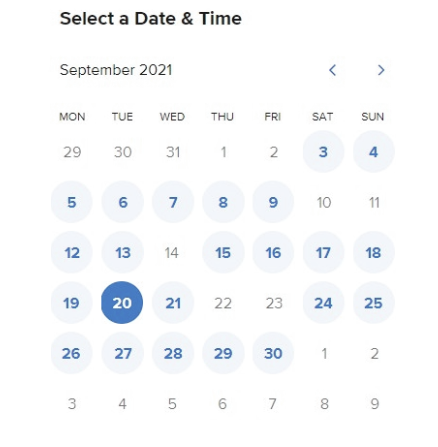 Select a Date & Time
September 2021
MON TUE WED THU FRI SAT SUN
29 30 31 1 2 3 4
5 6 7 8 9 10 11
12 13 14 15 16 17 18
19 20 21 22 23 24 25
26 27 28 29 30 1 2
3 4 5 6 7 8 9